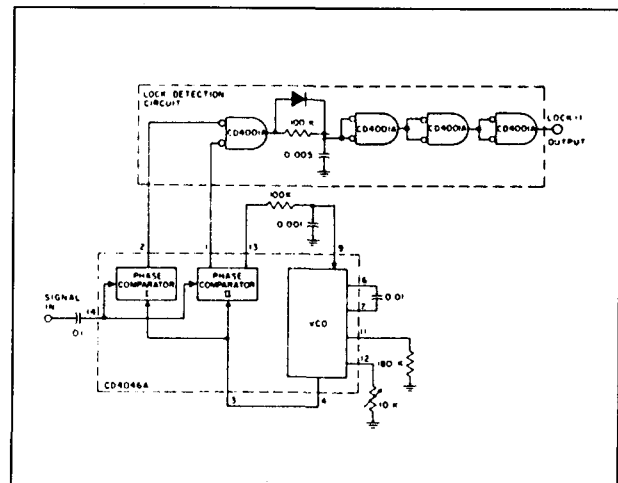 LOCK DETECTION
CIRCUIT
100 K
CD4001A
CD4001A
CD4001A
CD4001A
LOCK=1
OUTPUT
0.005
100K
0.001
2
1
13
9
PHASE
COMPARATOR
I
PHASE
COMPARATOR
II
VCO
6
7
0.01
SIGNAL
IN
14
0.1
11
12
180 K
CD4046A
3
4
10 K